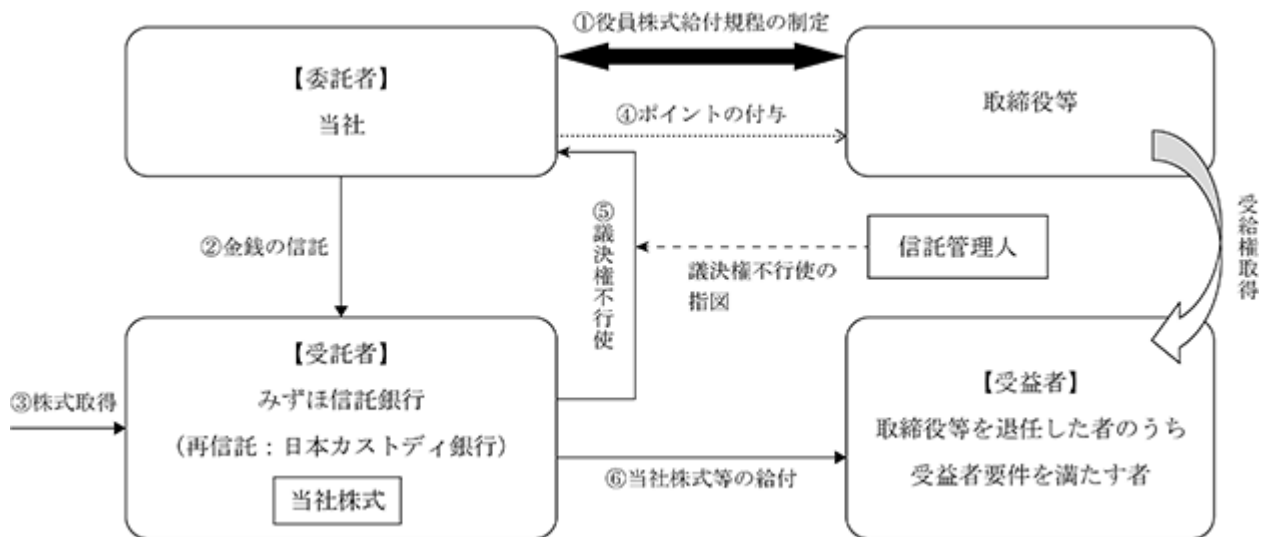 ①役員株式給付規程の制定
【委託者】
当社
取締役等
④ポイントの付与
②金銭の信託
⑤議決権不行使
議決権不行使の
指図
信託管理人
受給権取得
③株式取得
【受託者】
みずほ信託銀行
(再信託：日本カストディ銀行)
当社株式
⑥当社株式等の給付
【受益者】
取締役等を退任した者のうち
受益者要件を満たす者